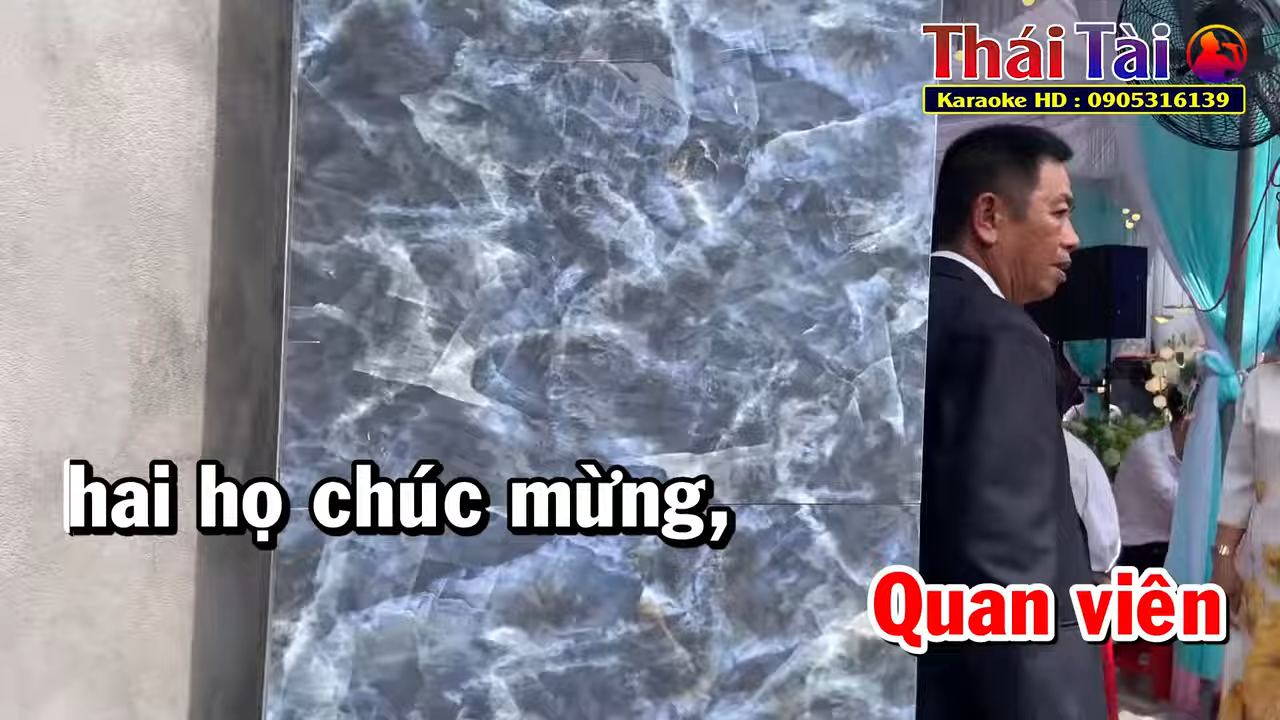 Thái Tài
Karaoke HD : 0905316139
hai họ chúc mừng,
Quan viên